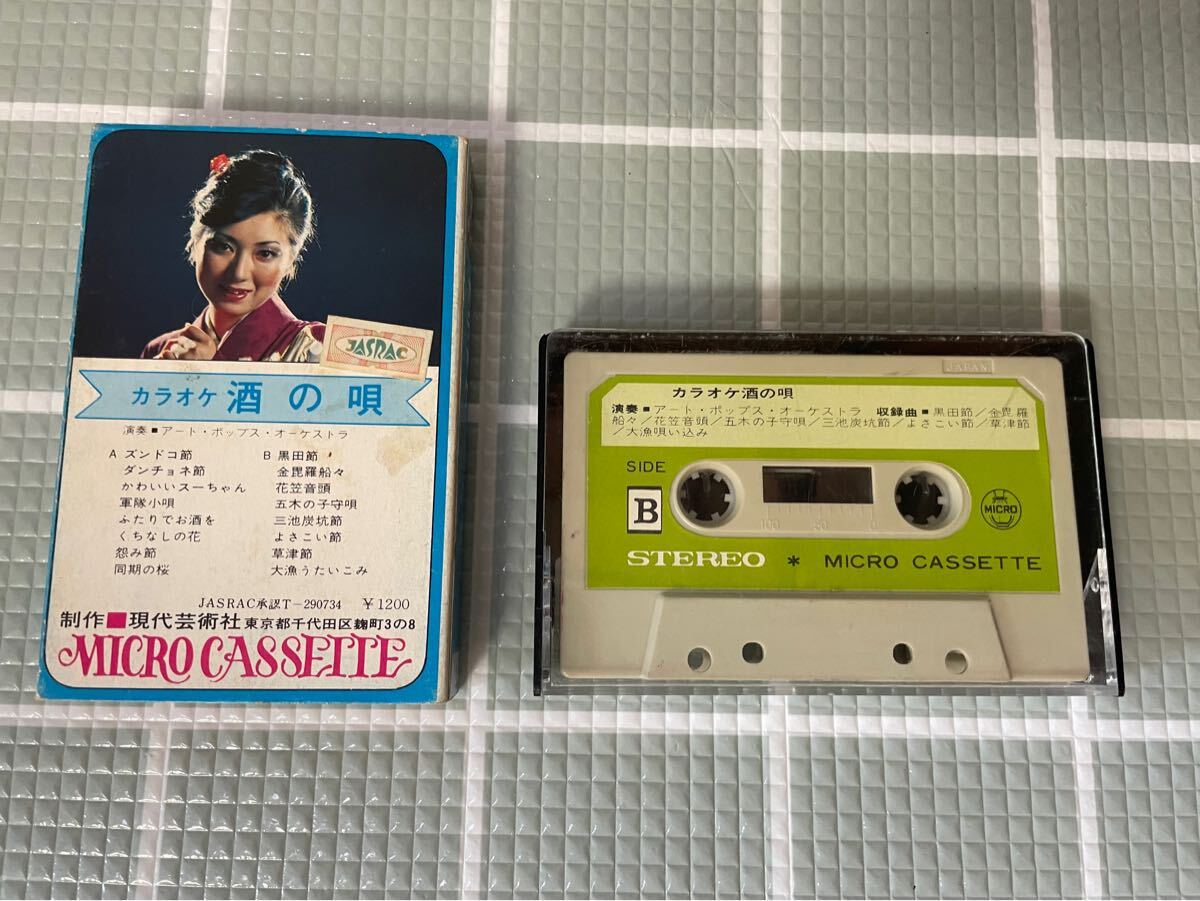 JASRAC
カラオケ 酒の唄
演奏■アート・ポップス・オーケストラ
A ズンドコ節
ダンチョネ節
かわいいスーちゃん
軍隊小唄
ふたりでお酒を
くちなしの花
怨み節
同期の桜
B 黒田節
金毘羅船々
花笠音頭
五木の子守唄
三池炭坑節
よさこい節
草津節
大漁うたいこみ
JASRAC承認T-290734 ¥1200
制作■現代芸術社 東京都千代田区麹町3の8
MICRO CASSETTE
JAPAN
カラオケ酒の唄
演奏■アート・ポップス・オーケストラ 収録曲■黒田節/金毘羅
船々/花笠音頭/五木の子守唄/三池炭坑節/よさこい節/草津節
/大漁唄い込み
SIDE
B
100 50 0
MICRO
STEREO * MICRO CASSETTE